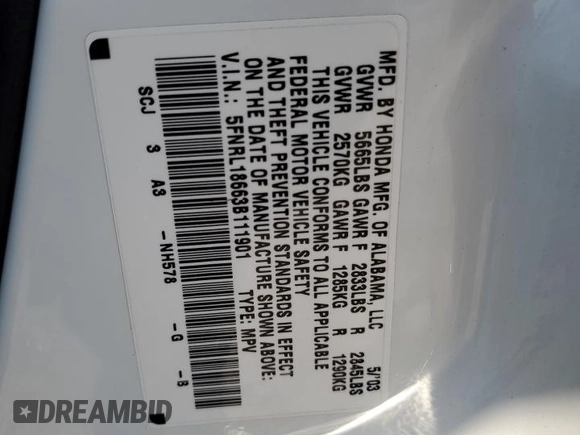 MFD. BY HONDA MFG. OF ALABAMA, LLC 5/'03
GVWR 5665LBS GAWR F 2833LBS R 2845LBS
GVWR 2570KG GAWR F 1285KG R 1290KG
THIS VEHICLE CONFORMS TO ALL APPLICABLE
FEDERAL MOTOR VEHICLE SAFETY
AND THEFT PREVENTION STANDARDS IN EFFECT
ON THE DATE OF MANUFACTURE SHOWN ABOVE:
V.I.N.: 5FNRL18663B111901 TYPE: MPV
SCJ S A3 -NH578 -G -B
DREAMBID